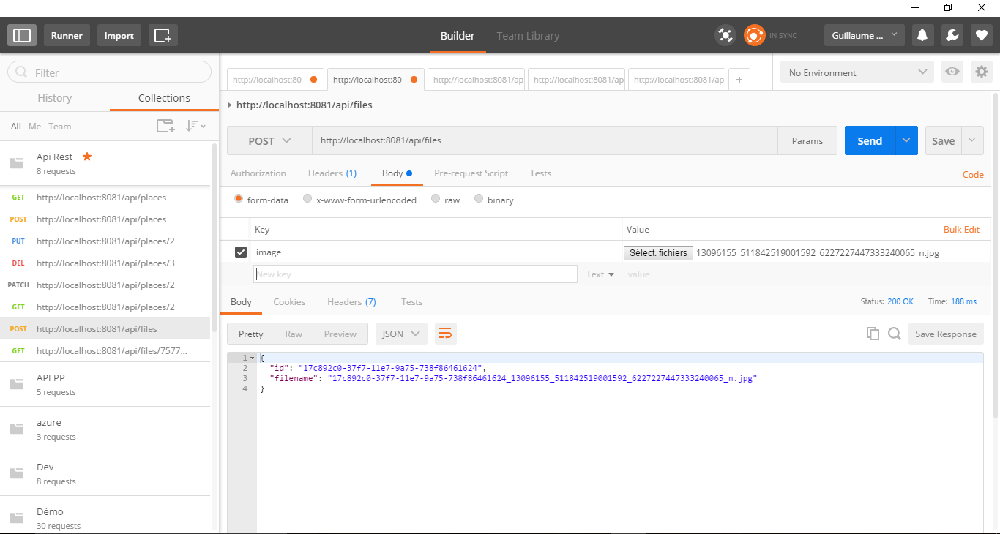 Runner Import Builder Team Library IN SYNC Guillaume ...
Filter
History Collections
All Me Team
Api Rest
8 requests
GET http://localhost:8081/api/places
POST http://localhost:8081/api/places
PUT http://localhost:8081/api/places/2
DEL http://localhost:8081/api/places/3
PATCH http://localhost:8081/api/places/2
GET http://localhost:8081/api/places/2
POST http://localhost:8081/api/files
GET http://localhost:8081/api/files/7577...
API PP
5 requests
azure
3 requests
Dev
8 requests
Démo
30 requests
http://localhost:80 http://localhost:80 http://localhost:8081/ap http://localhost:8081/ap http://localhost:8081/ap + No Environment
http://localhost:8081/api/files
POST http://localhost:8081/api/files Params Send Save
Authorization Headers (1) Body Pre-request Script Tests Code
form-data x-www-form-urlencoded raw binary
Key Value Bulk Edit
image Sélect. fichiers 13096155_511842519001592_6227227447333240065_n.jpg
New key Text value
Body Cookies Headers (7) Tests Status: 200 OK Time: 188 ms
Pretty Raw Preview JSON Save Response
1 {
2 "id": "17c892c0-37f7-11e7-9a75-738f86461624",
3 "filename": "17c892c0-37f7-11e7-9a75-738f86461624_13096155_511842519001592_6227227447333240065_n.jpg"
4 }